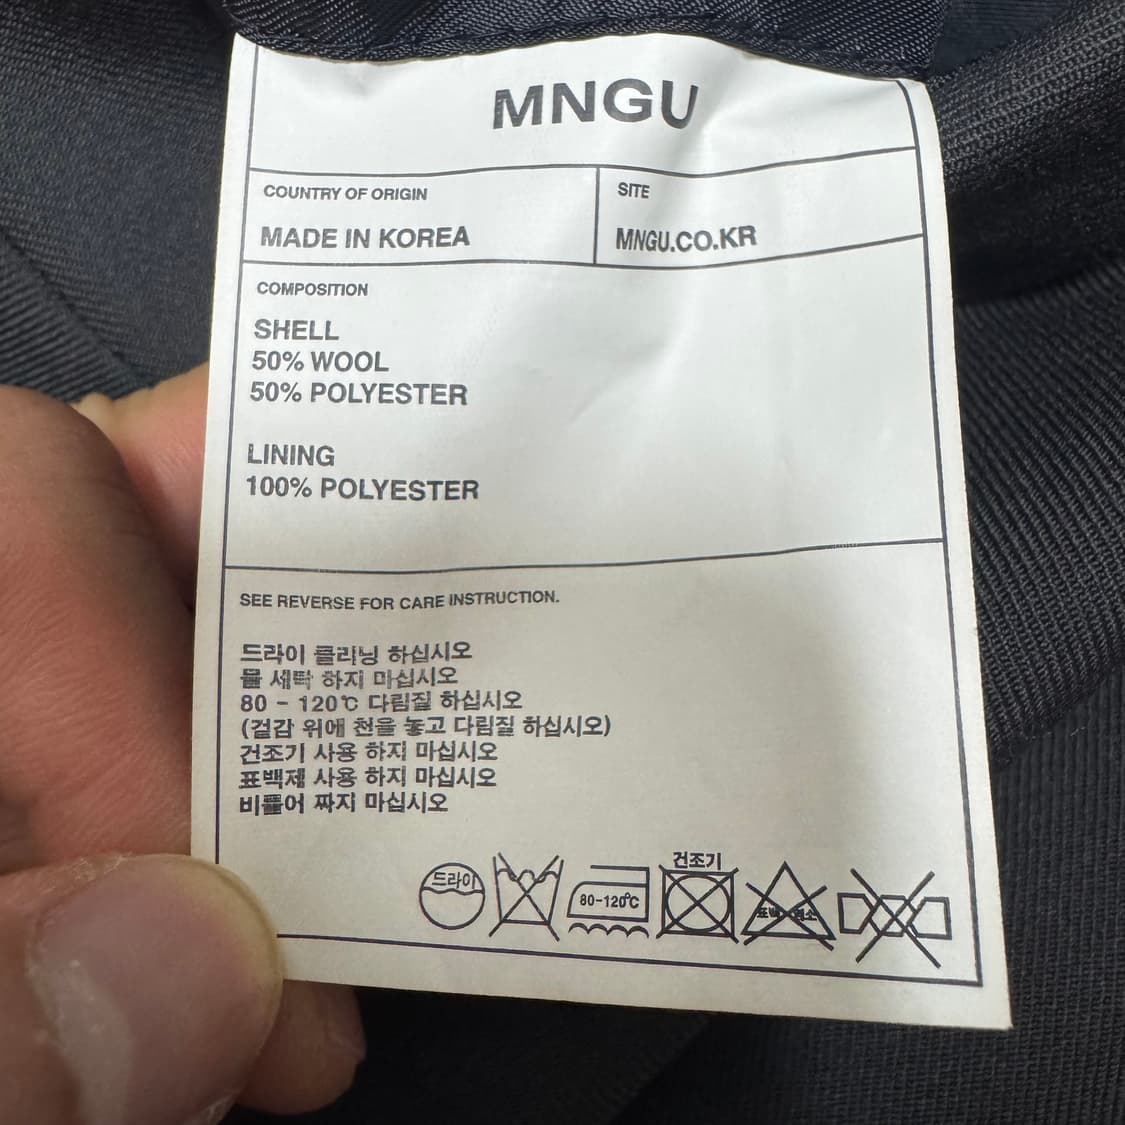 MNGU
COUNTRY OF ORIGIN
MADE IN KOREA
SITE
MNGU.CO.KR
COMPOSITION
SHELL
50% WOOL
50% POLYESTER
LINING
100% POLYESTER
SEE REVERSE FOR CARE INSTRUCTION.
드라이 클리닝 하십시오
물 세탁 하지 마십시오
80 - 120℃ 다림질 하십시오
(겉감 위에 천을 놓고 다림질 하십시오)
건조기 사용 하지 마십시오
표백제 사용 하지 마십시오
비틀어 짜지 마십시오
드라이
80-120℃
건조기